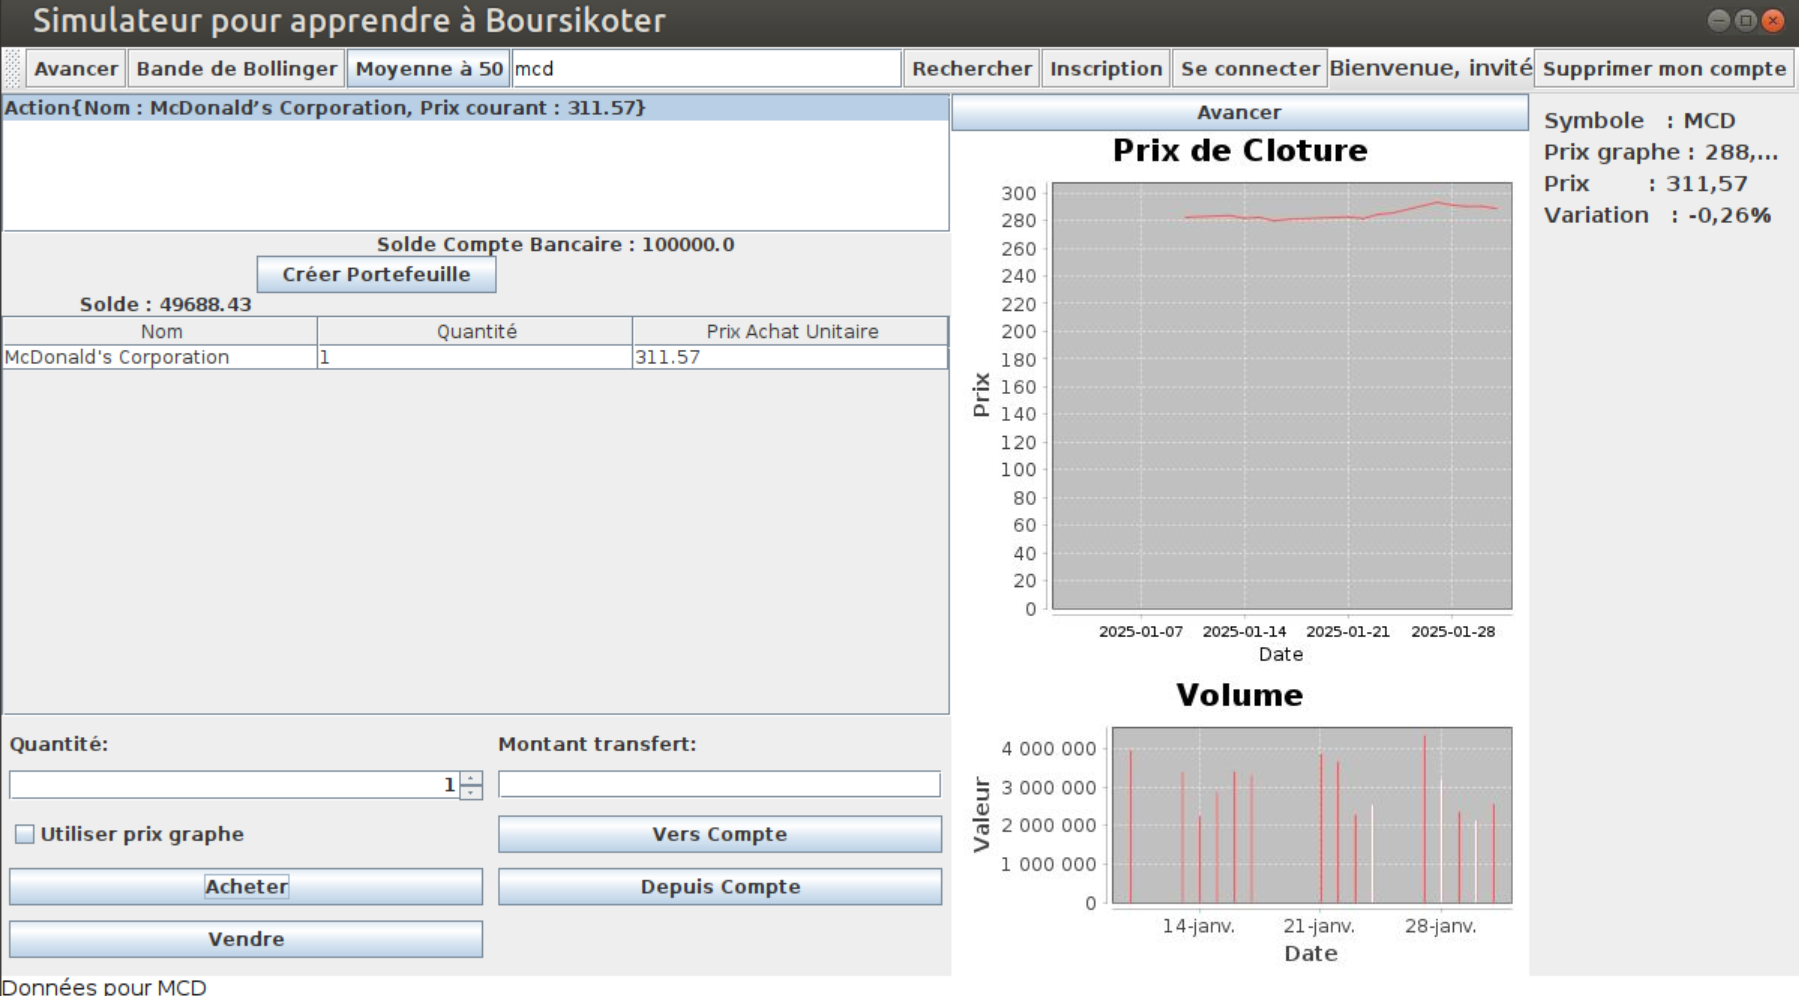 Simulateur pour apprendre à Boursikoter
Avancer Bande de Bollinger Moyenne à 50 mcd Rechercher Inscription Se connecter Bienvenue, invité Supprimer mon compte
Action{Nom : McDonald's Corporation, Prix courant : 311.57}
Solde Compte Bancaire : 100000.0
Créer Portefeuille
Solde : 49688.43
Nom Quantité Prix Achat Unitaire
McDonald's Corporation 1 311.57
Quantité:
1
Utiliser prix graphe
Acheter
Vendre
Montant transfert:
Vers Compte
Depuis Compte
Avancer
Prix de Cloture
300
280
260
240
220
200
180
160
140
120
100
80
60
40
20
0
Prix
2025-01-07 2025-01-14 2025-01-21 2025-01-28
Date
Volume
4 000 000
3 000 000
2 000 000
1 000 000
0
Valeur
14-janv. 21-janv. 28-janv.
Date
Symbole : MCD
Prix graphe : 288,...
Prix : 311,57
Variation : -0,26%
Données pour MCD